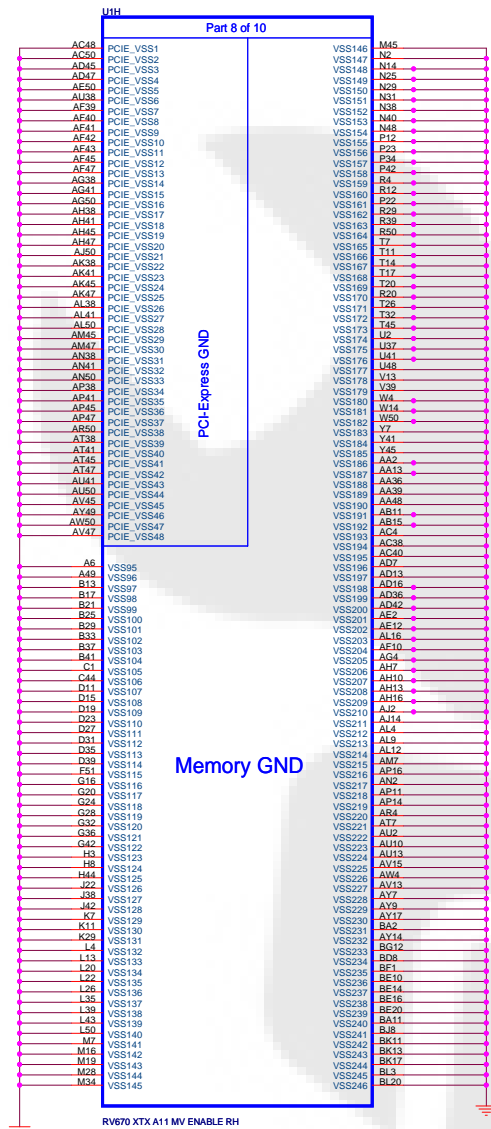 U1H
Part 8 of 10
AC48 PCIE_VSS1
AC50 PCIE_VSS2
AD45 PCIE_VSS3
AD47 PCIE_VSS4
AE50 PCIE_VSS5
AU38 PCIE_VSS6
AF39 PCIE_VSS7
AF40 PCIE_VSS8
AF41 PCIE_VSS9
AF42 PCIE_VSS10
AF43 PCIE_VSS11
AF45 PCIE_VSS12
AF47 PCIE_VSS13
AG38 PCIE_VSS14
AG41 PCIE_VSS15
AG50 PCIE_VSS16
AH38 PCIE_VSS17
AH41 PCIE_VSS18
AH45 PCIE_VSS19
AH47 PCIE_VSS20
AJ50 PCIE_VSS21
AK38 PCIE_VSS22
AK41 PCIE_VSS23
AK45 PCIE_VSS24
AK47 PCIE_VSS25
AL38 PCIE_VSS26
AL41 PCIE_VSS27
AL50 PCIE_VSS28
AM45 PCIE_VSS29
AM47 PCIE_VSS30
AN38 PCIE_VSS31
AN41 PCIE_VSS32
AN50 PCIE_VSS33
AP38 PCIE_VSS34
AP41 PCIE_VSS35
AP45 PCIE_VSS36
AP47 PCIE_VSS37
AR50 PCIE_VSS38
AT38 PCIE_VSS39
AT41 PCIE_VSS40
AT45 PCIE_VSS41
AT47 PCIE_VSS42
AU41 PCIE_VSS43
AU50 PCIE_VSS44
AV45 PCIE_VSS45
AY49 PCIE_VSS46
AW50 PCIE_VSS47
AV47 PCIE_VSS48
PCI-Express GND
A6 VSS95
A49 VSS96
B13 VSS97
B17 VSS98
B21 VSS99
B25 VSS100
B29 VSS101
B33 VSS102
B37 VSS103
B41 VSS104
C1 VSS105
C44 VSS106
D11 VSS107
D15 VSS108
D19 VSS109
D23 VSS110
D27 VSS111
D31 VSS112
D35 VSS113
D39 VSS114
F51 VSS115
G16 VSS116
G20 VSS117
G24 VSS118
G28 VSS119
G32 VSS120
G36 VSS121
G42 VSS122
H3 VSS123
H8 VSS124
H44 VSS125
J22 VSS126
J38 VSS127
J42 VSS128
K7 VSS129
K11 VSS130
K29 VSS131
L4 VSS132
L13 VSS133
L20 VSS134
L22 VSS135
L26 VSS136
L35 VSS137
L39 VSS138
L43 VSS139
L50 VSS140
M7 VSS141
M16 VSS142
M19 VSS143
M28 VSS144
M34 VSS145
Memory GND
VSS146 M45
VSS147 N2
VSS148 N14
VSS149 N25
VSS150 N29
VSS151 N31
VSS152 N38
VSS153 N40
VSS154 N48
VSS155 P12
VSS156 P23
VSS157 P34
VSS158 P42
VSS159 R4
VSS160 R12
VSS161 P22
VSS162 R29
VSS163 R39
VSS164 R50
VSS165 T7
VSS166 T11
VSS167 T14
VSS168 T17
VSS169 T20
VSS170 R20
VSS171 T26
VSS172 T32
VSS173 T45
VSS174 U2
VSS175 U37
VSS176 U41
VSS177 U48
VSS178 V13
VSS179 V39
VSS180 W4
VSS181 W14
VSS182 W50
VSS183 Y7
VSS184 Y41
VSS185 Y45
VSS186 AA2
VSS187 AA13
VSS188 AA36
VSS189 AA39
VSS190 AA48
VSS191 AB11
VSS192 AB15
VSS193 AC4
VSS194 AC38
VSS195 AC40
VSS196 AD7
VSS197 AD13
VSS198 AD16
VSS199 AD36
VSS200 AD42
VSS201 AE2
VSS202 AE12
VSS203 AL16
VSS204 AF10
VSS205 AG4
VSS206 AH7
VSS207 AH10
VSS208 AH13
VSS209 AH16
VSS210 AJ2
VSS211 AJ14
VSS212 AL4
VSS213 AL9
VSS214 AL12
VSS215 AM7
VSS216 AP16
VSS217 AN2
VSS218 AP11
VSS219 AP14
VSS220 AR4
VSS221 AT7
VSS222 AU2
VSS223 AU10
VSS224 AU13
VSS225 AV15
VSS226 AW4
VSS227 AV13
VSS228 AY7
VSS229 AY9
VSS230 AY17
VSS231 BA2
VSS232 AY14
VSS233 BG12
VSS234 BD8
VSS235 BF1
VSS236 BE10
VSS237 BE14
VSS238 BE16
VSS239 BE20
VSS240 BA11
VSS241 BJ8
VSS242 BK11
VSS243 BK13
VSS244 BK17
VSS245 BL3
VSS246 BL20
RV670 XTX A11 MV ENABLE RH